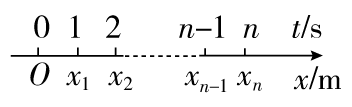 0 1 2 n−1 n t/s
O x₁ x₂ xₙ₋₁ xₙ x/m